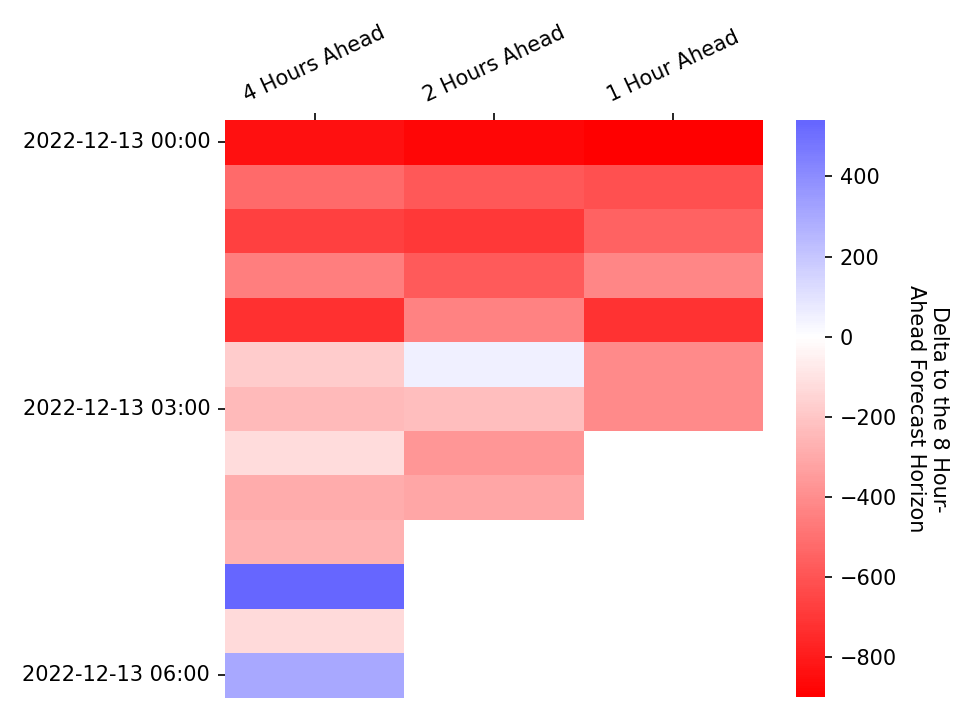 4 Hours Ahead
2 Hours Ahead
1 Hour Ahead
2022-12-13 00:00
2022-12-13 03:00
2022-12-13 06:00
400
200
0
−200
−400
−600
−800
Delta to the 8 Hour-
Ahead Forecast Horizon